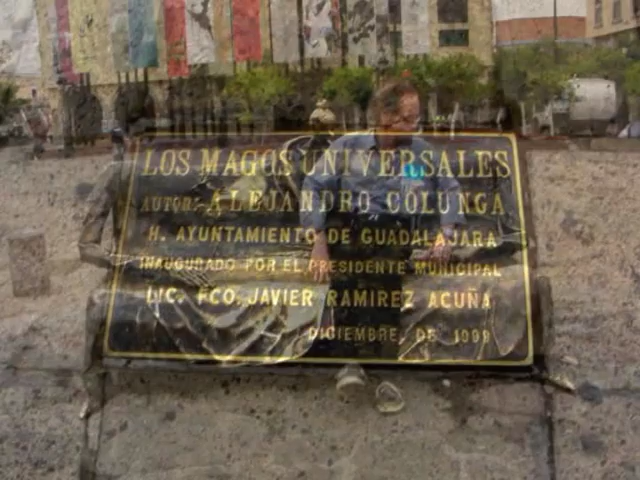 LOS MAGOS UNIVERSALES
AUTOR:- ALEJANDRO COLUNGA
H. AYUNTAMIENTO DE GUADALAJARA
INAUGURADO POR EL PRESIDENTE MUNICIPAL
LIC. FCO. JAVIER RAMIREZ ACUÑA
DICIEMBRE DE 1999